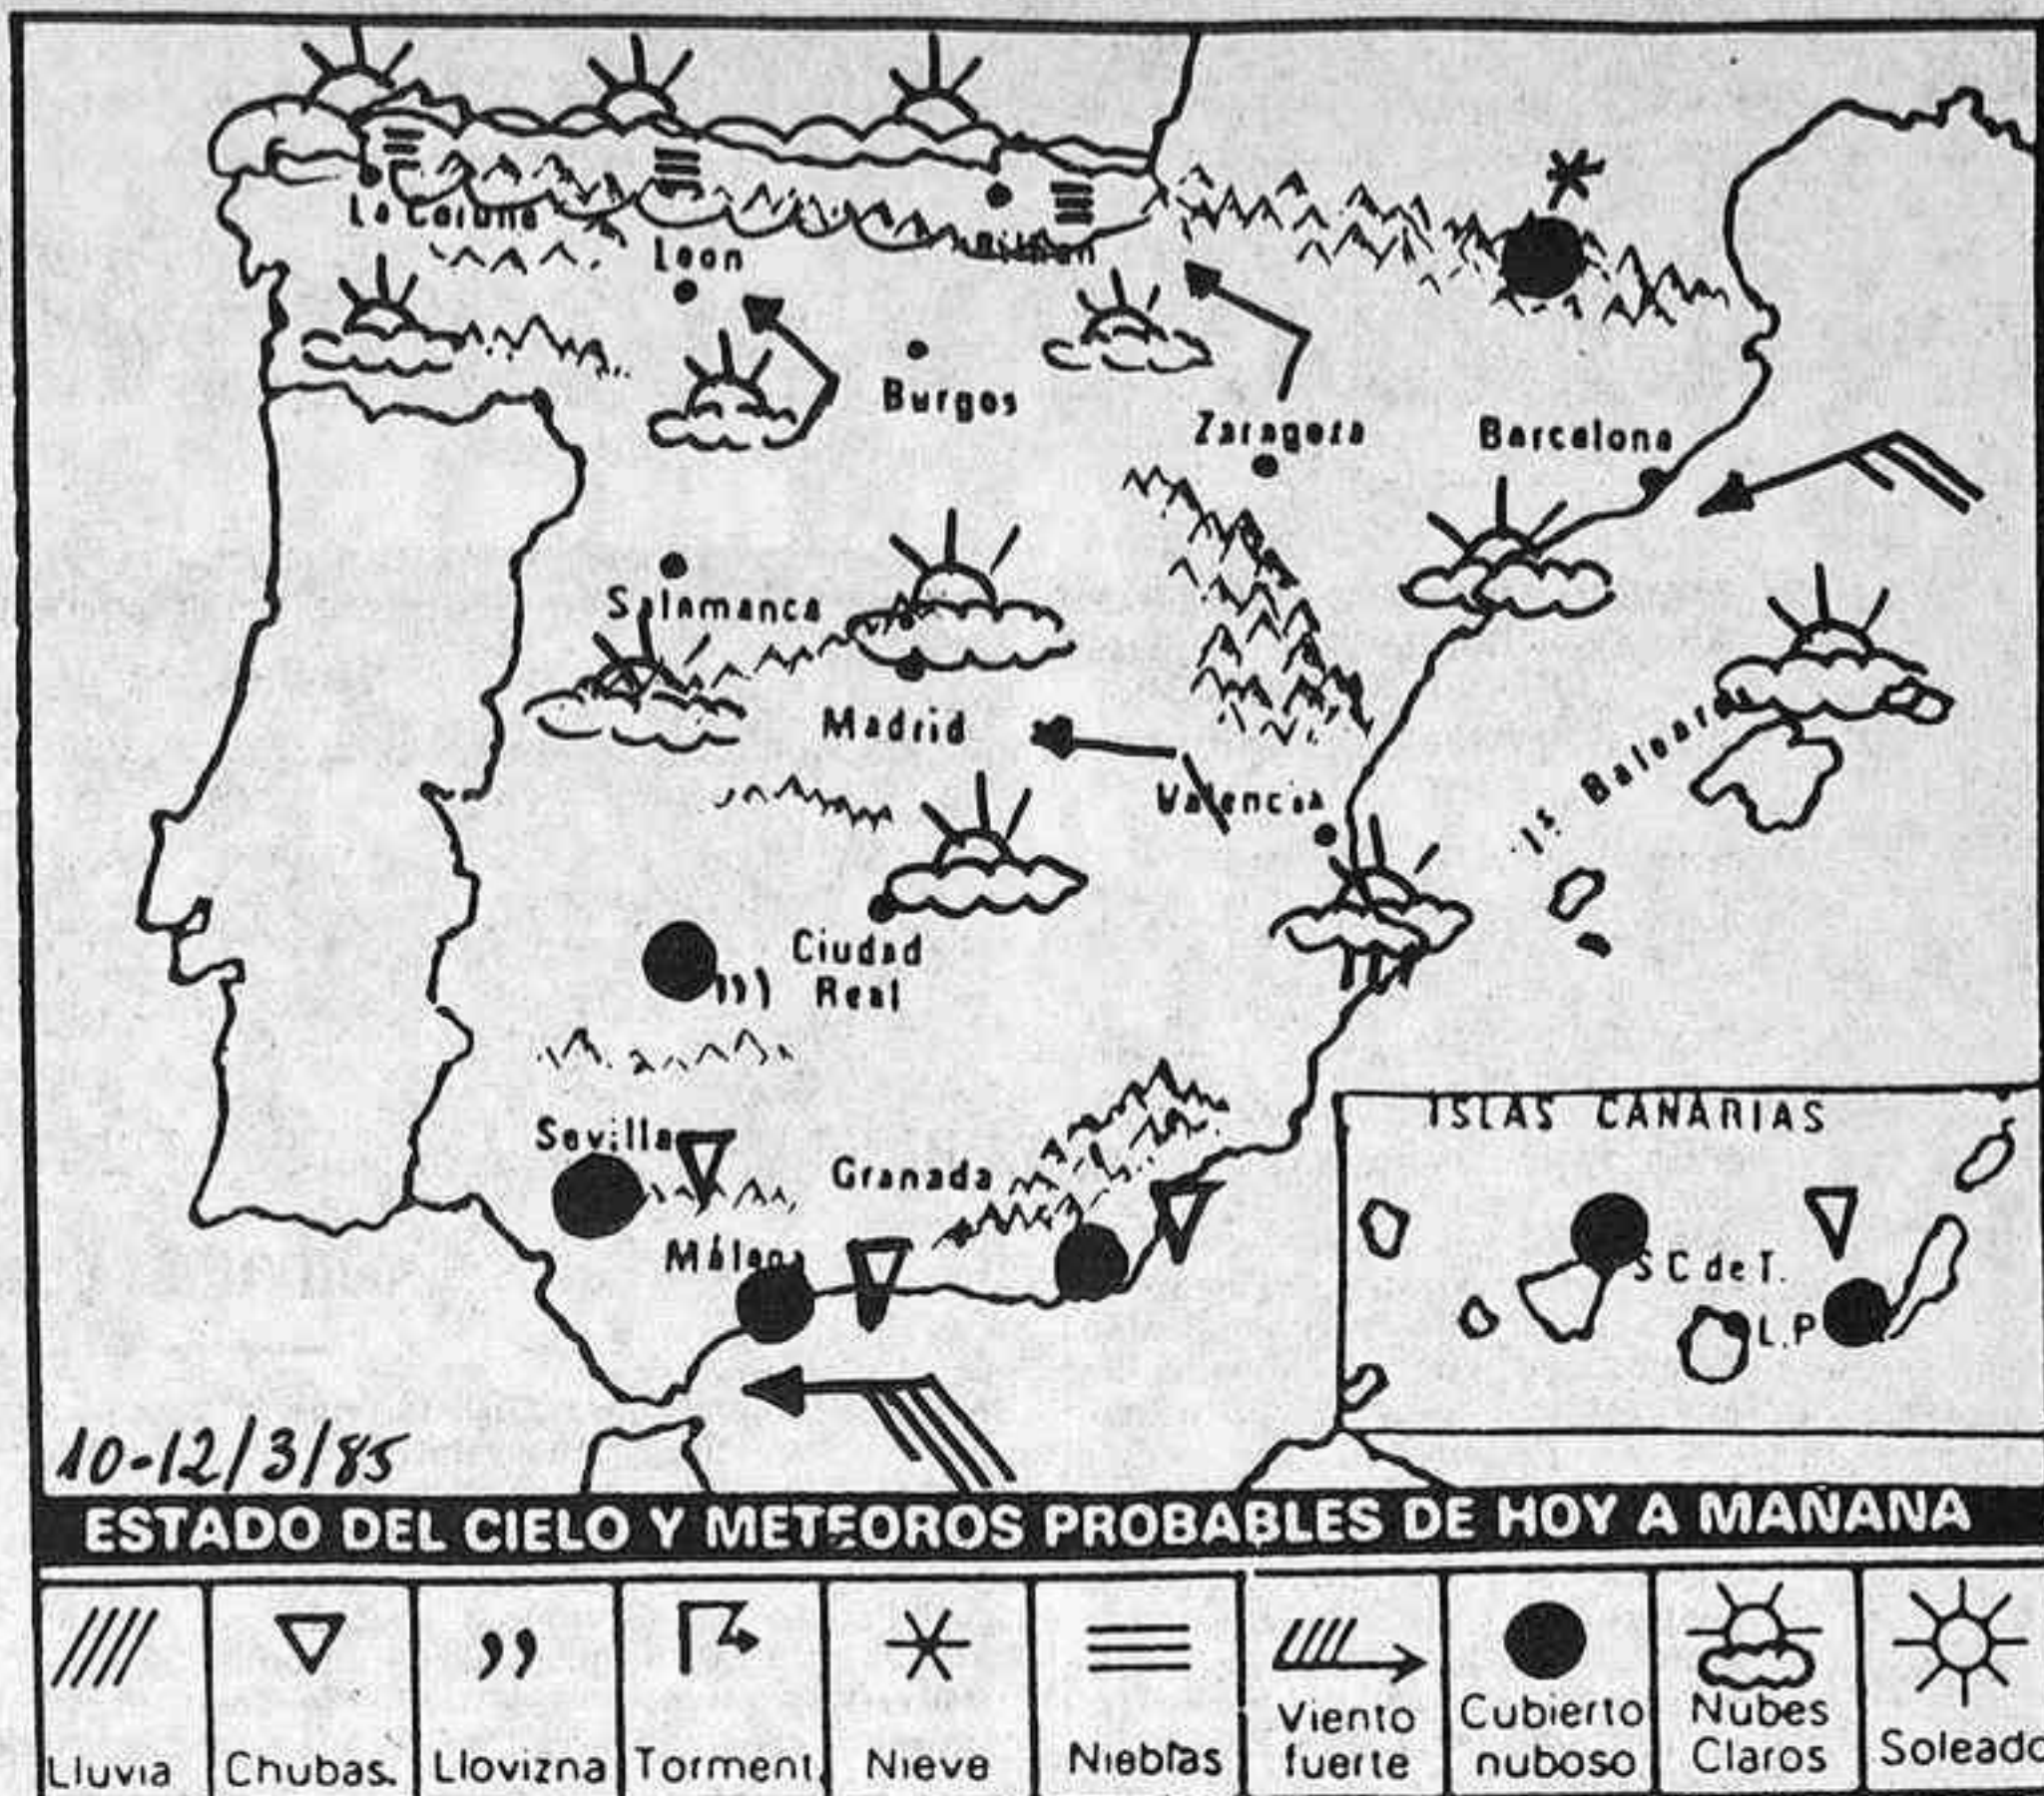 La Coruña
Leon
Burgos
Zaragoza
Barcelona
Salamanca
Madrid
Valencia
Is. Baleares
Ciudad
Real
Sevilla
Granada
Málaga
ISLAS CANARIAS
S C de T.
L.P
10-12/3/85
ESTADO DEL CIELO Y METEOROS PROBABLES DE HOY A MAÑANA
Lluvia
Chubas.
Llovizna
Torment.
Nieve
Nieblas
Viento
fuerte
Cubierto
nuboso
Nubes
Claros
Soleado